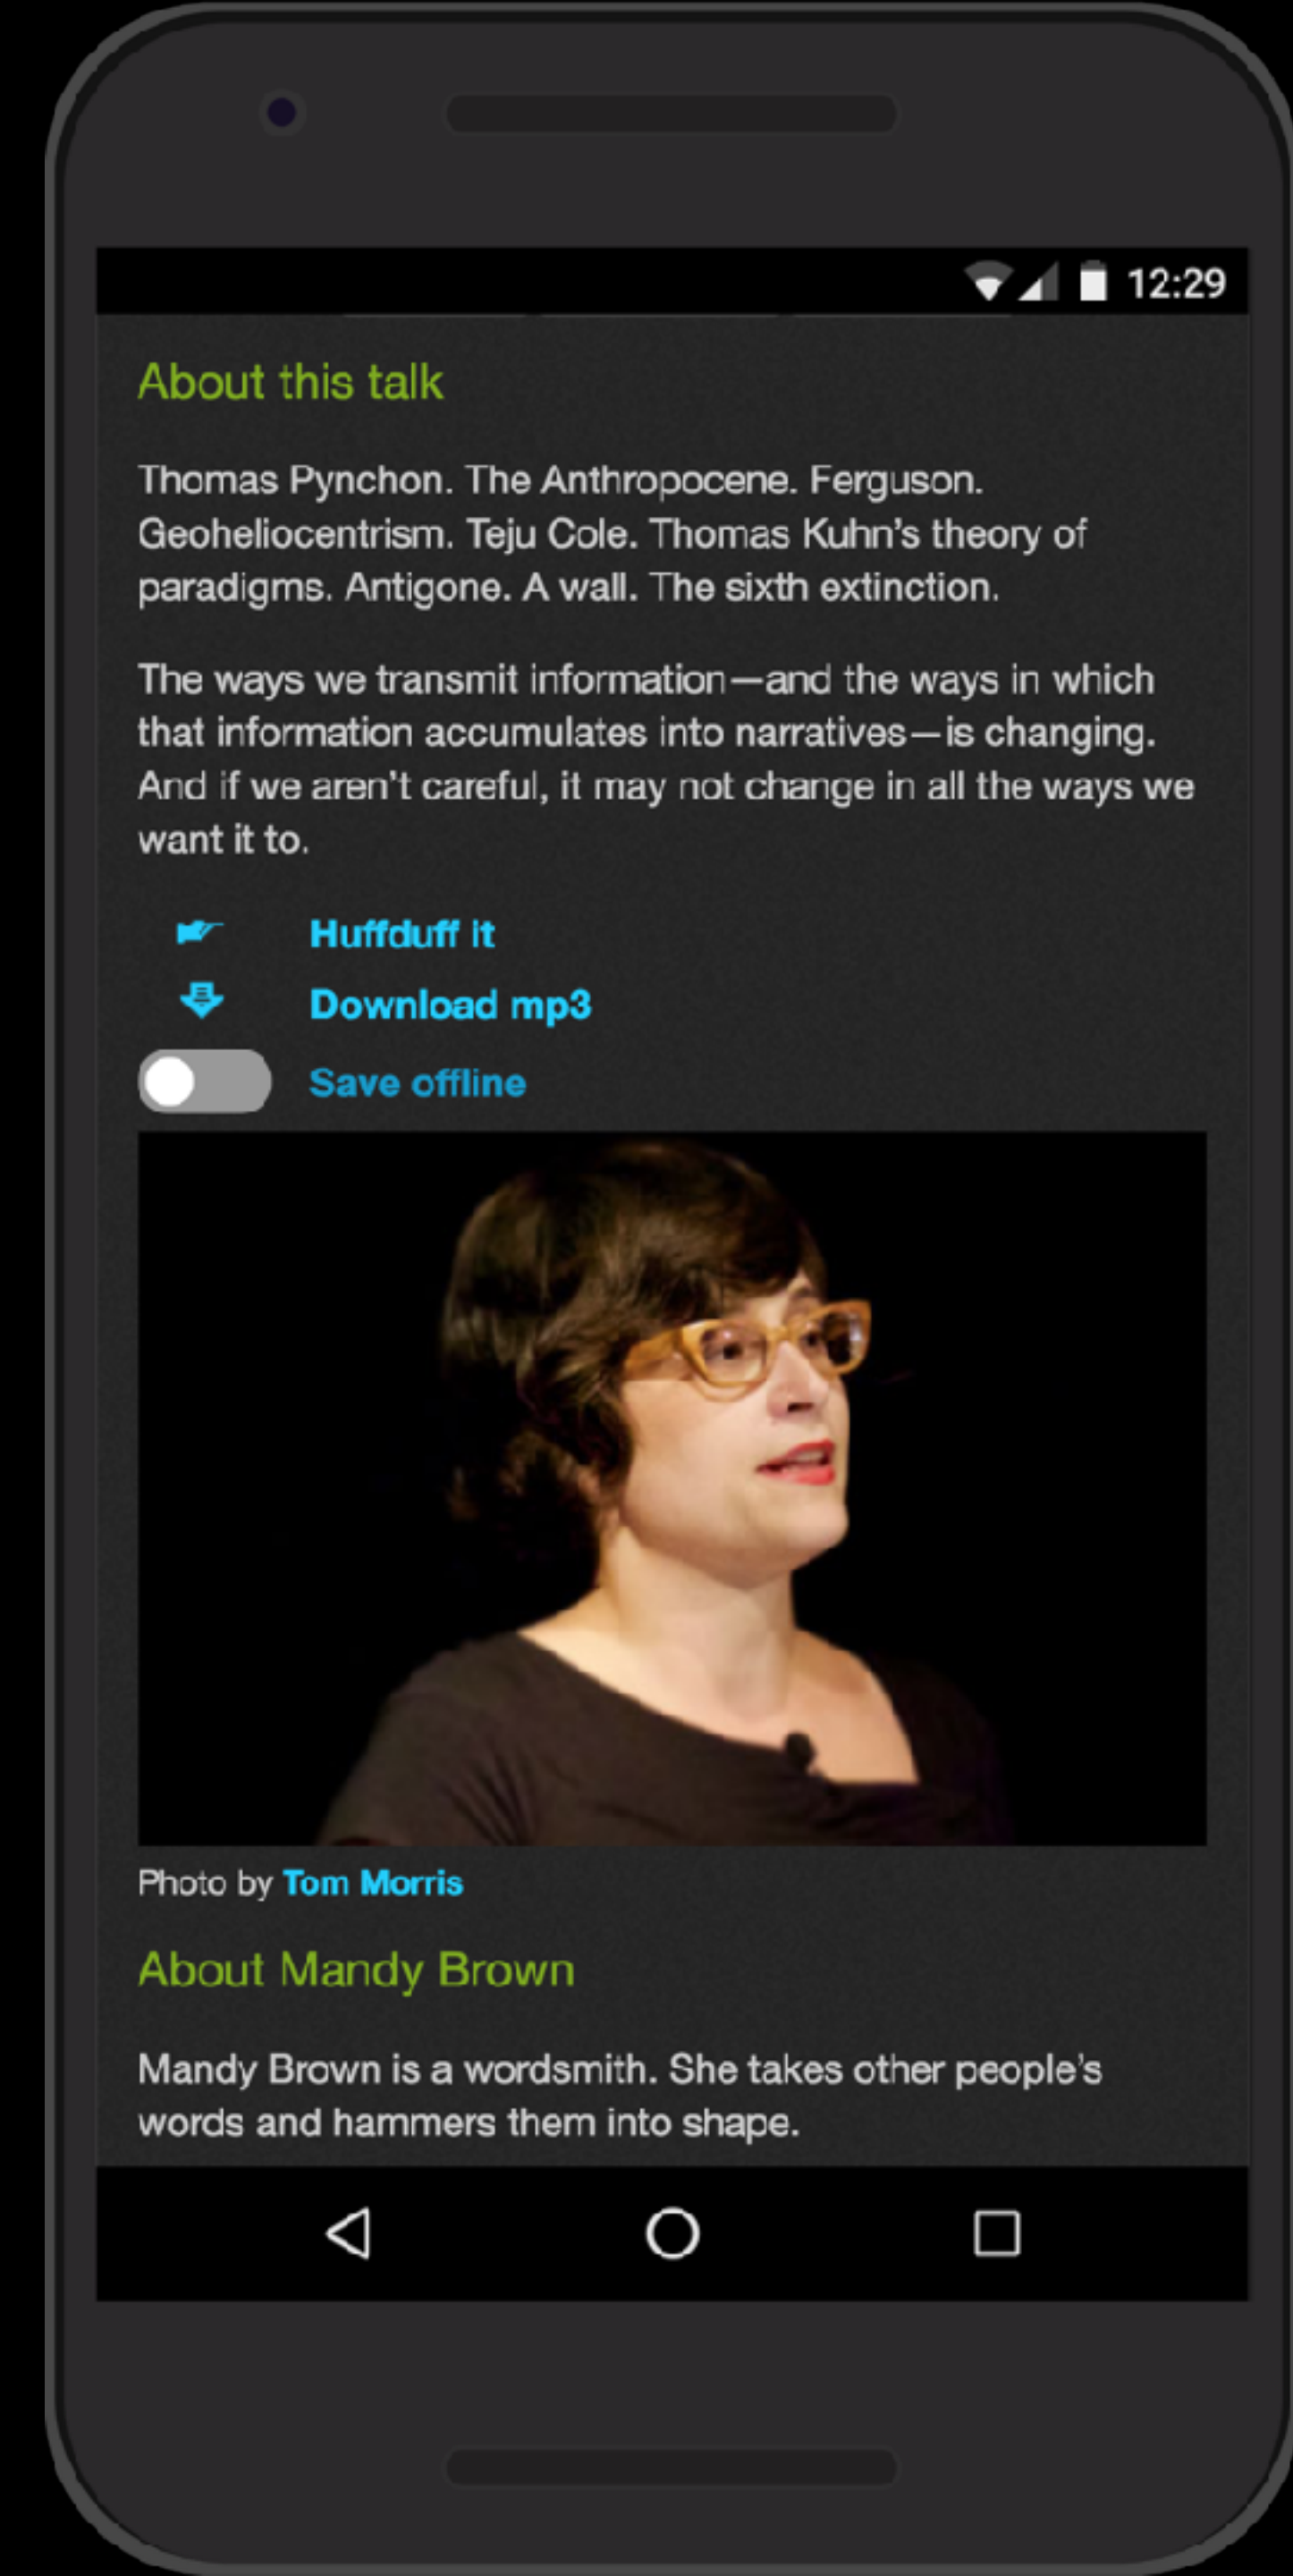 12:29
About this talk
Thomas Pynchon. The Anthropocene. Ferguson.
Geoheliocentrism. Teju Cole. Thomas Kuhn’s theory of
paradigms. Antigone. A wall. The sixth extinction.
The ways we transmit information—and the ways in which
that information accumulates into narratives—is changing.
And if we aren’t careful, it may not change in all the ways we
want it to.
Huffduff it
Download mp3
Save offline
Photo by Tom Morris
About Mandy Brown
Mandy Brown is a wordsmith. She takes other people’s
words and hammers them into shape.